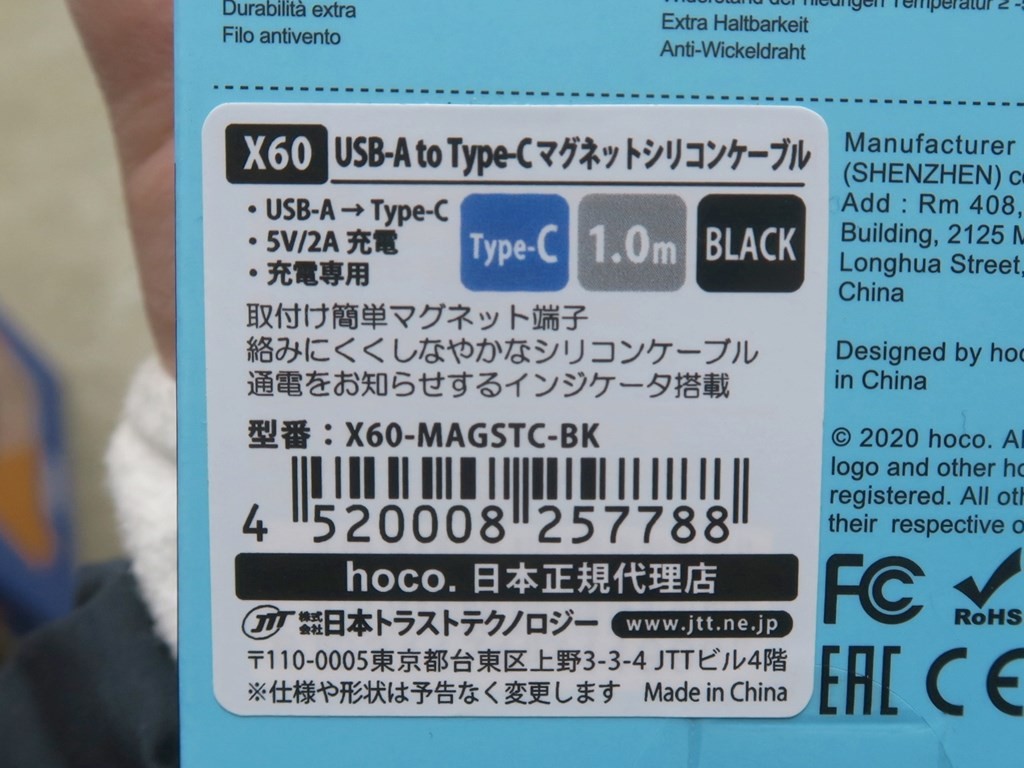 Durabilità extra
Filo antivento
Extra Haltbarkeit
Anti-Wickeldraht
X60 USB-A to Type-C マグネットシリコンケーブル
・USB-A → Type-C
・5V/2A 充電
・充電専用
Type-C
1.0m
BLACK
取付け簡単マグネット端子
絡みにくくしなやかなシリコンケーブル
通電をお知らせするインジケータ搭載
型番：X60-MAGSTC-BK
4 520008 257788
hoco. 日本正規代理店
JTT 株式会社日本トラストテクノロジー www.jtt.ne.jp
〒110-0005東京都台東区上野3-3-4 JTTビル4階
※仕様や形状は予告なく変更します Made in China
Manufacturer
(SHENZHEN)
Add : Rm 408,
Building, 2125
Longhua Street,
China
Designed by
in China
© 2020 hoco.
logo and other
registered. All
their respective
FC
RoHS
EAC CE